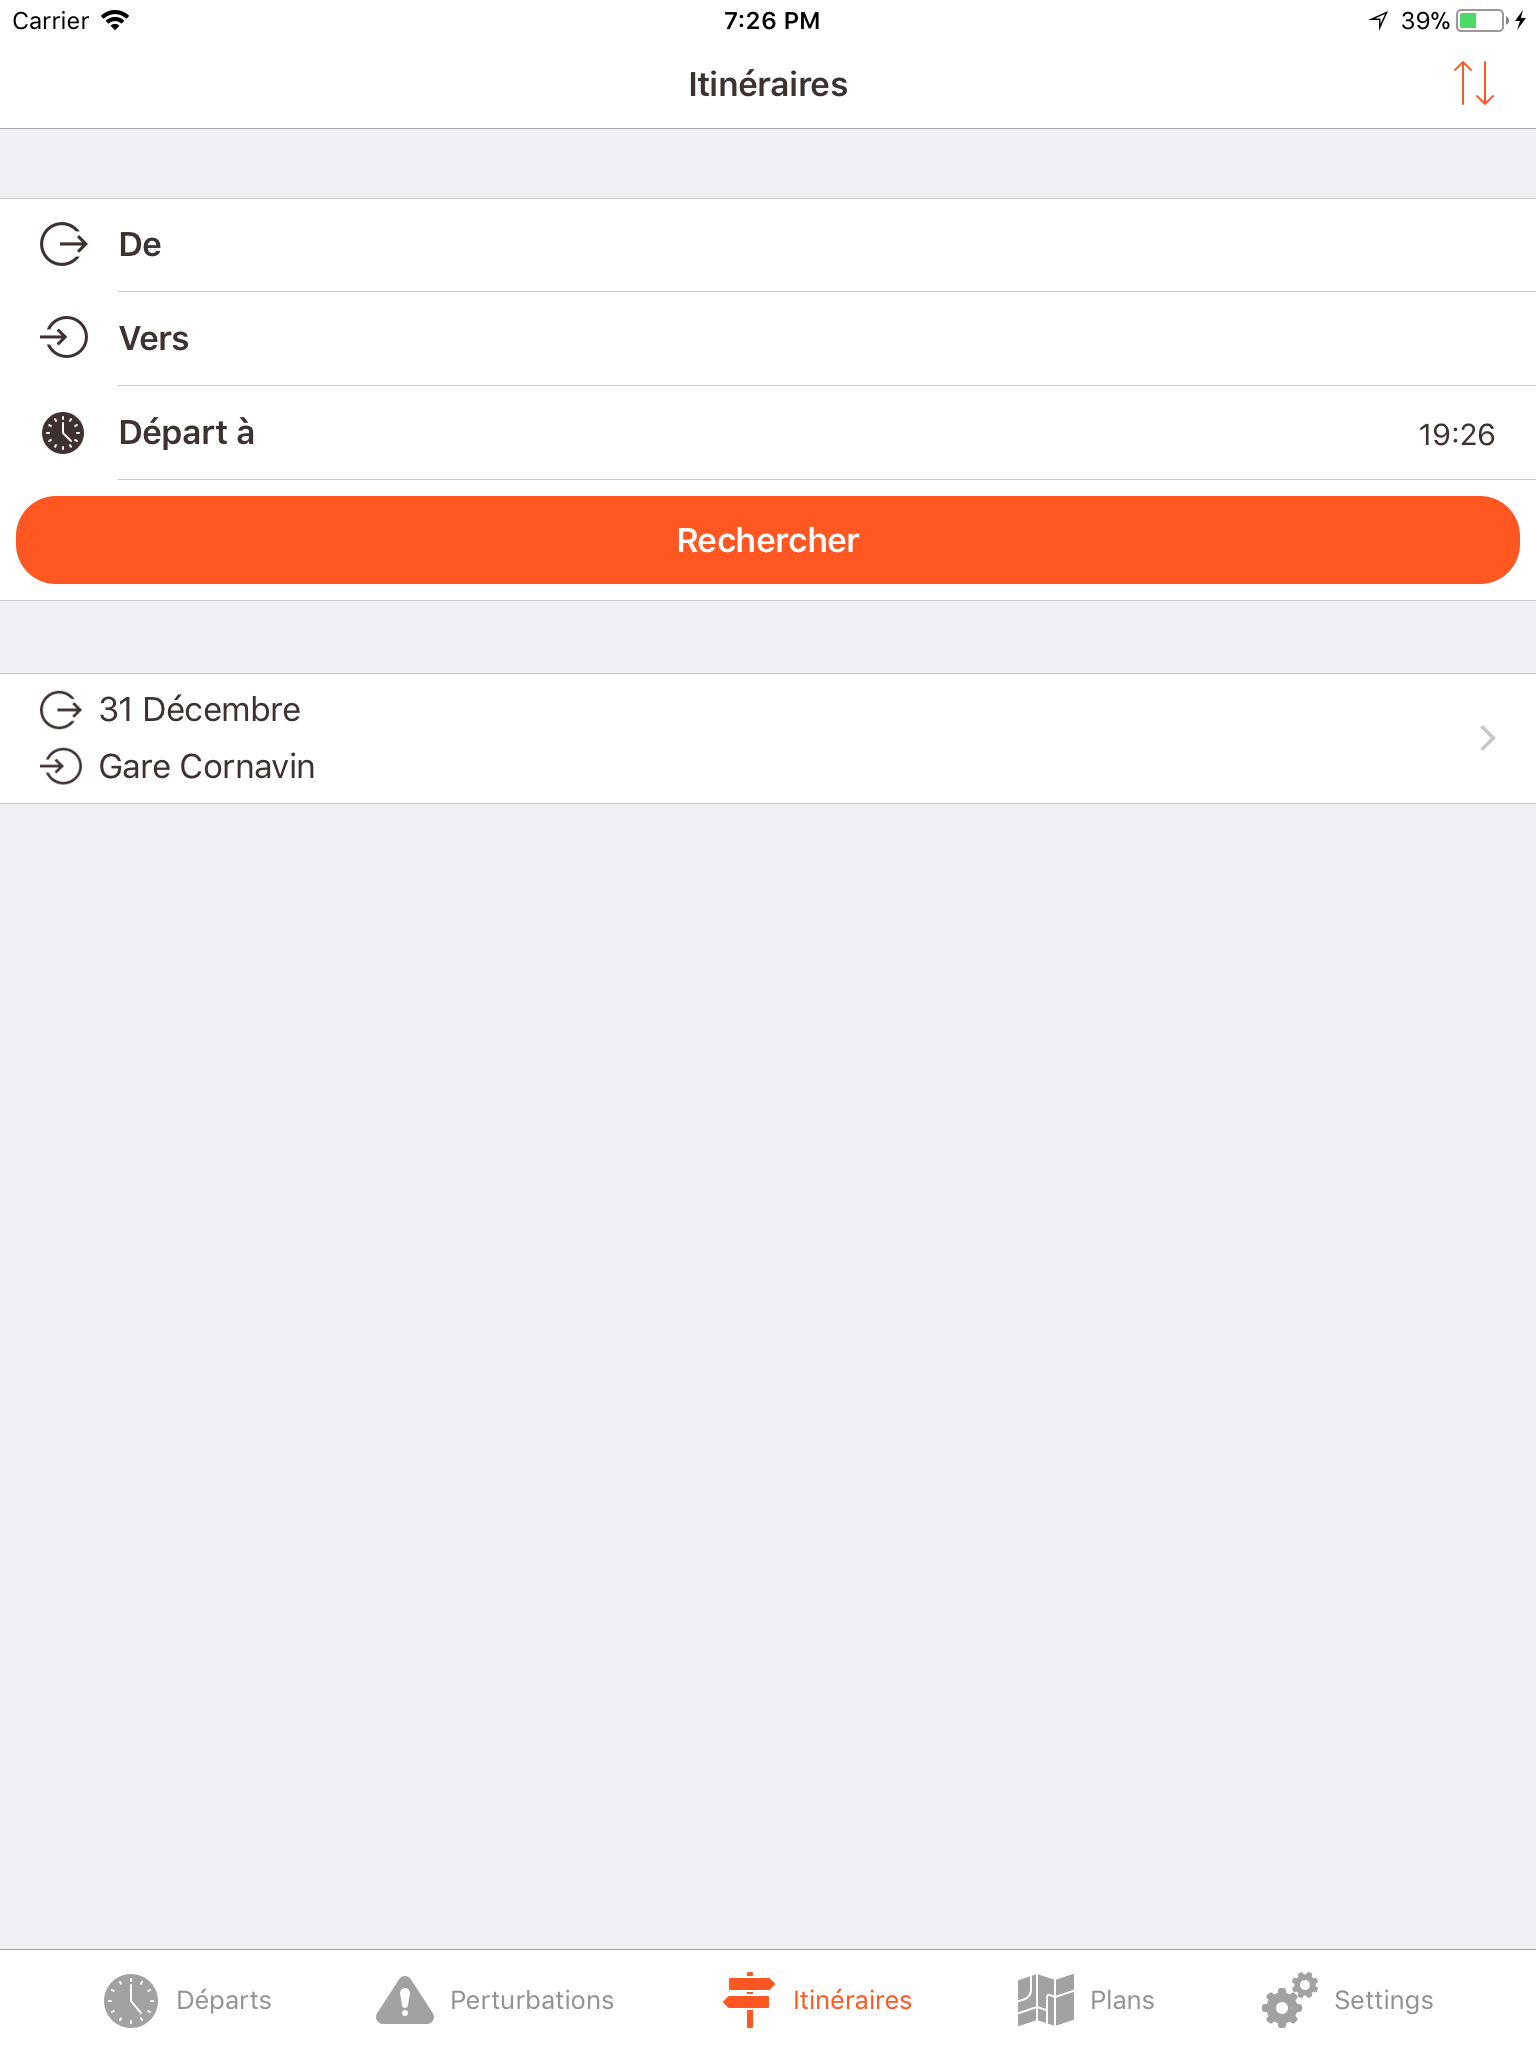 Carrier 7:26 PM 39%
Itinéraires
De
Vers
Départ à 19:26
Rechercher
31 Décembre
Gare Cornavin
Départs Perturbations Itinéraires Plans Settings